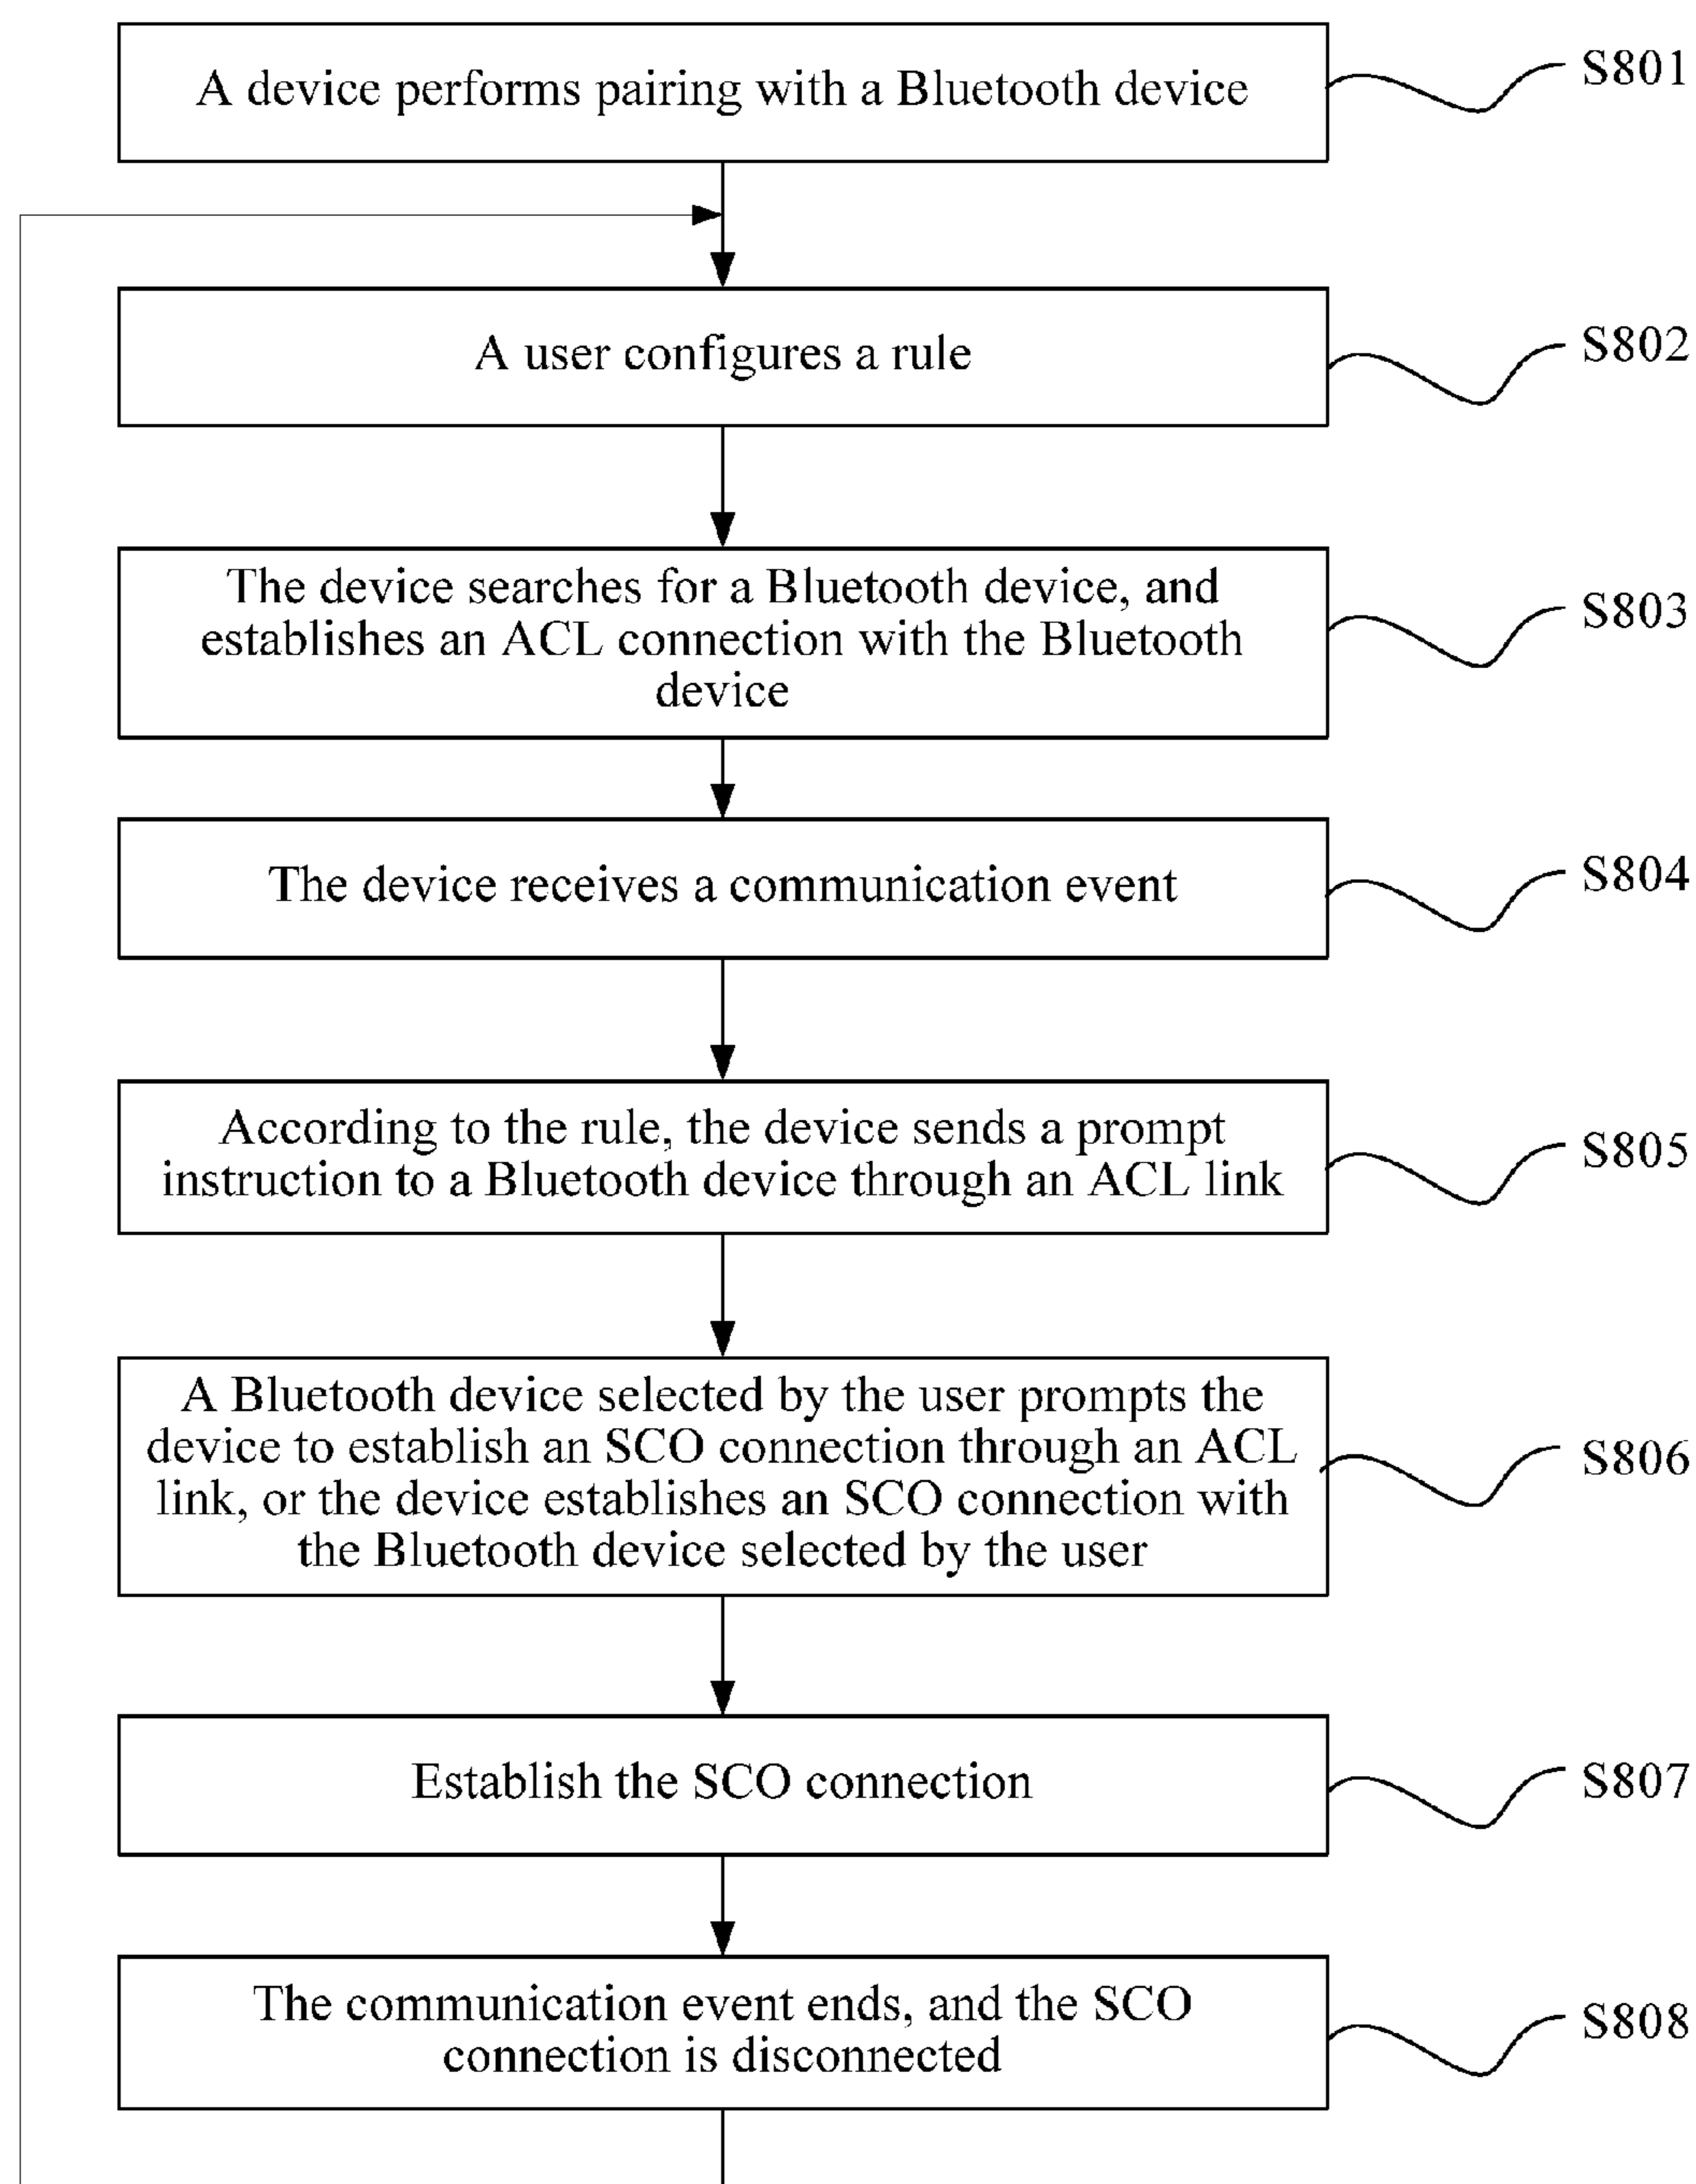 A device performs pairing with a Bluetooth device
S801
A user configures a rule
S802
The device searches for a Bluetooth device, and
establishes an ACL connection with the Bluetooth
device
S803
The device receives a communication event
S804
According to the rule, the device sends a prompt
instruction to a Bluetooth device through an ACL link
S805
A Bluetooth device selected by the user prompts the
device to establish an SCO connection through an ACL
link, or the device establishes an SCO connection with
the Bluetooth device selected by the user
S806
Establish the SCO connection
S807
The communication event ends, and the SCO
connection is disconnected
S808